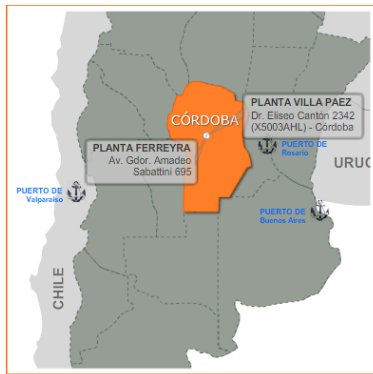 CÓRDOBA
PLANTA VILLA PAEZ
Dr. Eliseo Cantón 2342
(X5003AHL) - Córdoba
PLANTA FERREYRA
Av. Gdor. Amadeo
Sabattini 695
PUERTO DE
Rosario
URUG
PUERTO DE
Valparaíso
PUERTO DE
Buenos Aires
CHILE